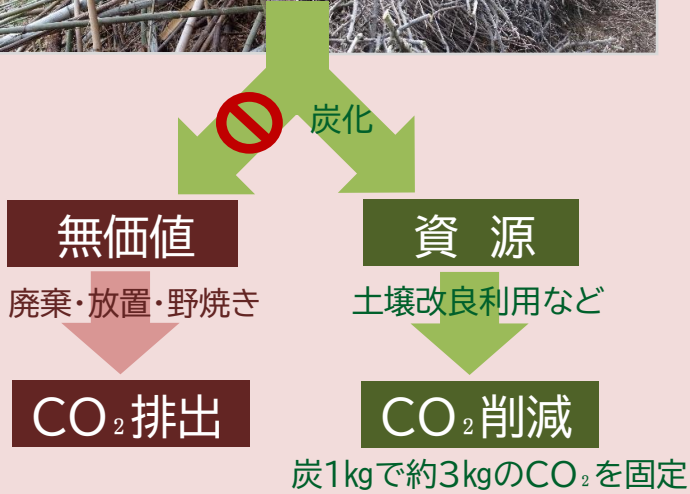 炭化
無価値
資 源
廃棄・放置・野焼き
土壌改良利用など
CO₂排出
CO₂削減
炭1kgで約3kgのCO₂を固定